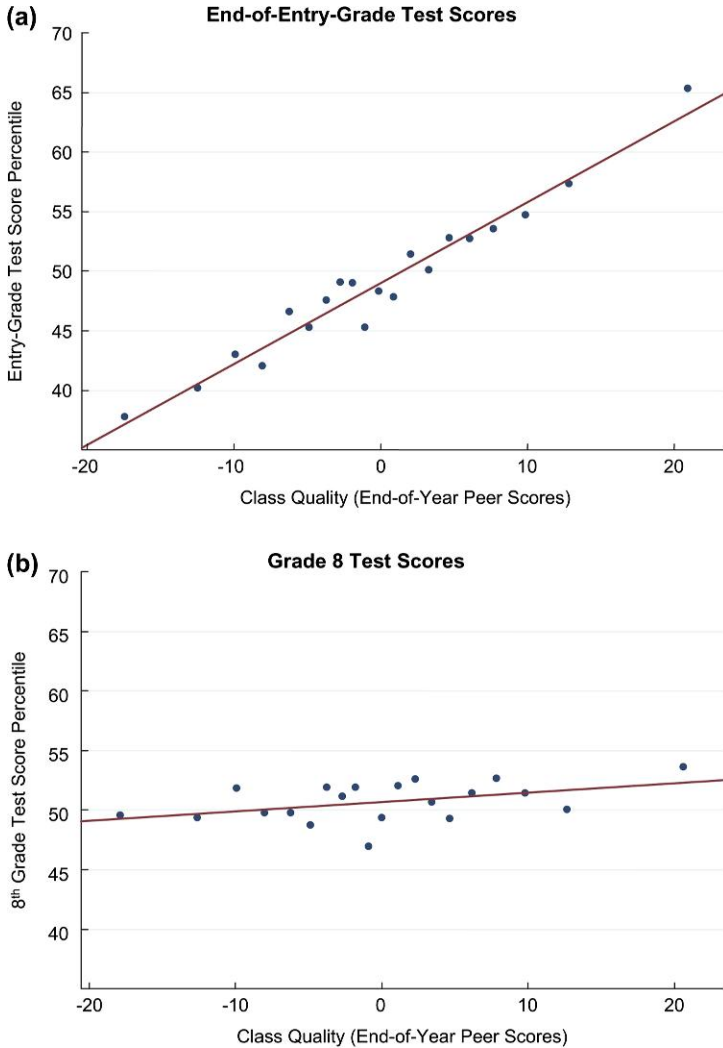 (a)
End-of-Entry-Grade Test Scores
Entry-Grade Test Score Percentile
70
65
60
55
50
45
40
-20 -10 0 10 20
Class Quality (End-of-Year Peer Scores)
(b)
Grade 8 Test Scores
8th Grade Test Score Percentile
70
65
60
55
50
45
40
-20 -10 0 10 20
Class Quality (End-of-Year Peer Scores)